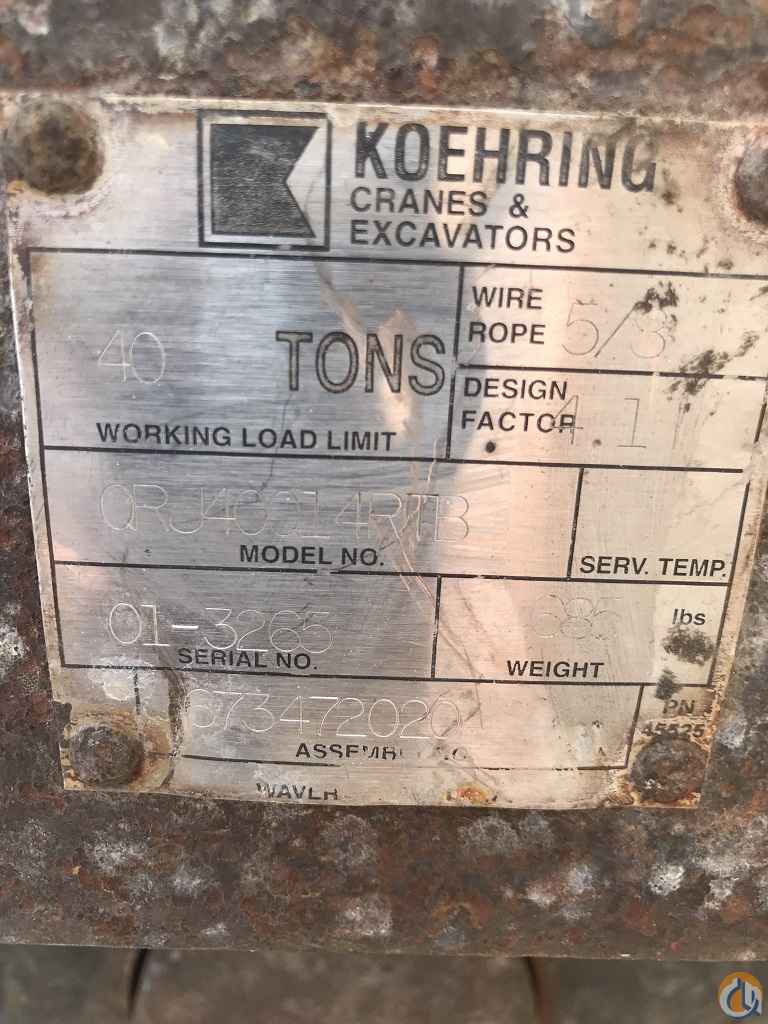 KOEHRING
CRANES &
EXCAVATORS
40 TONS
WORKING LOAD LIMIT
WIRE
ROPE 5/8
DESIGN
FACTOR 4.1
MODEL NO.
SERV. TEMP.
01-3265
SERIAL NO.
lbs
WEIGHT
673472020
PN
45525